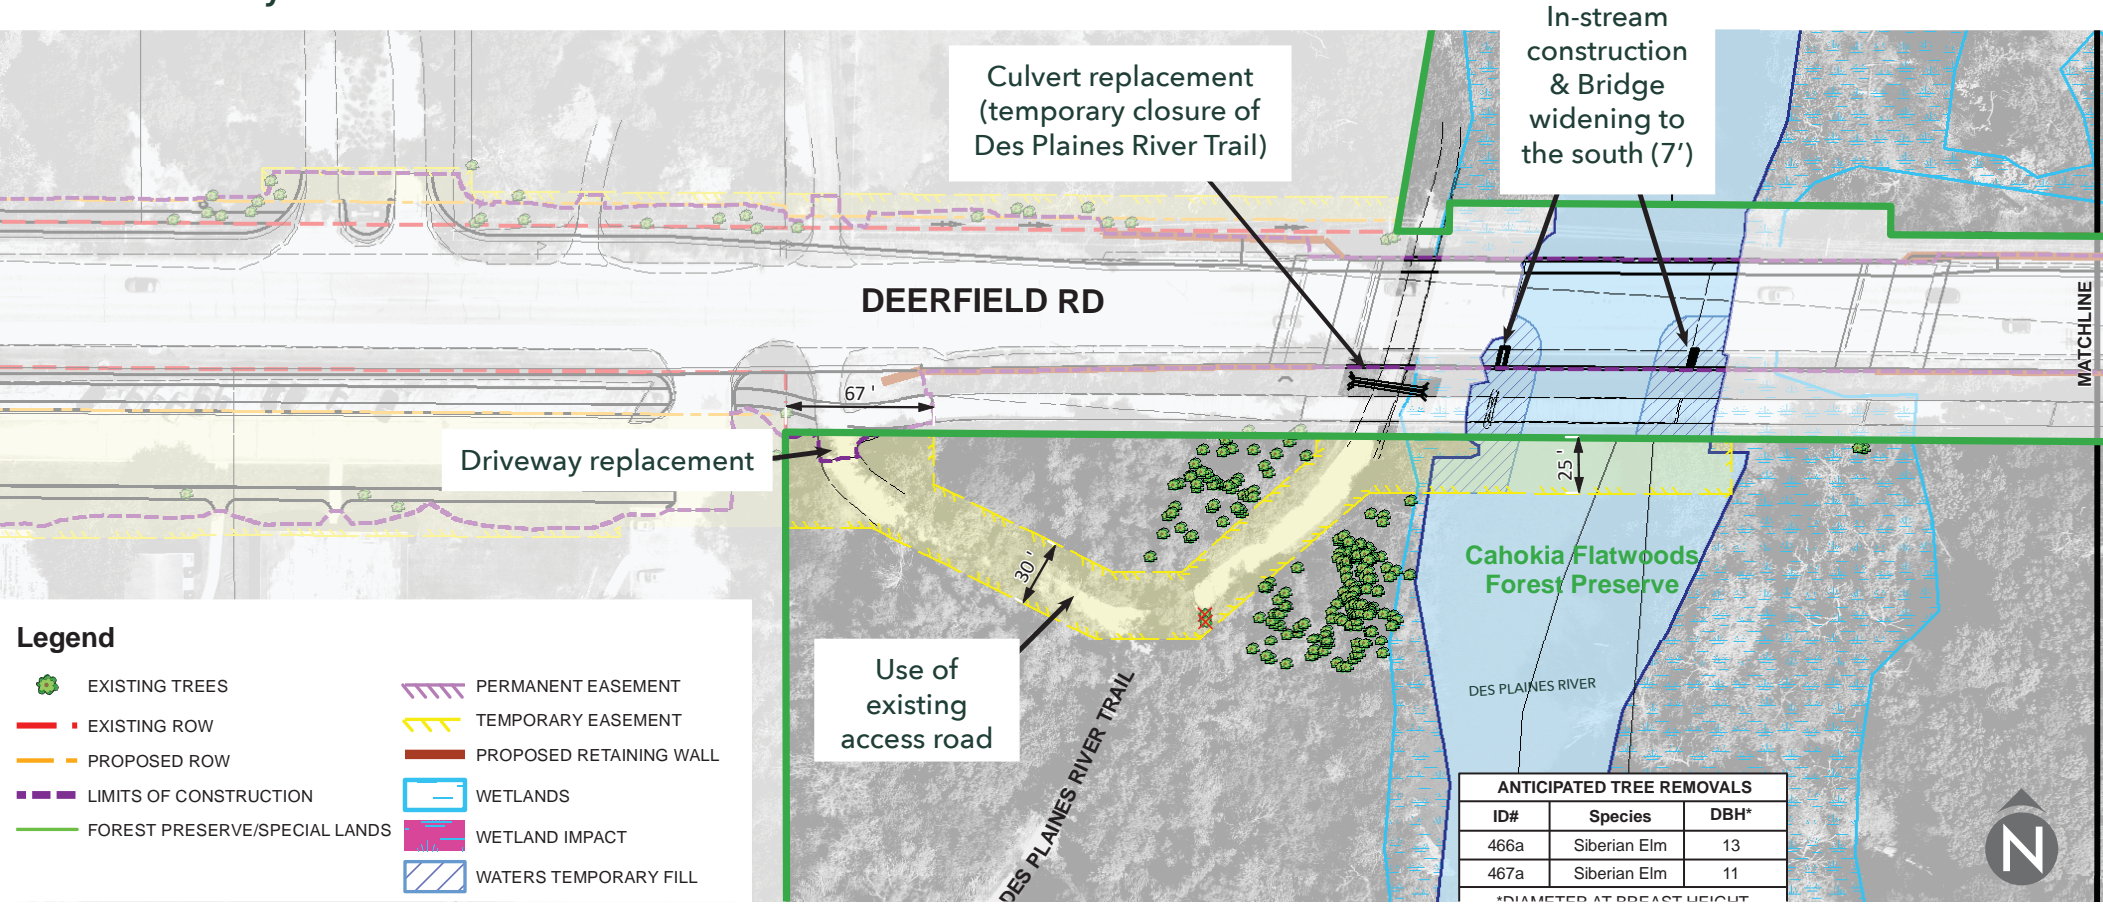 In-stream
construction
& Bridge
widening to
the south (7’)
Culvert replacement
(temporary closure of
Des Plaines River Trail)
DEERFIELD RD
MATCHLINE
67 '
Driveway replacement
25 '
30 '
Cahokia Flatwoods
Forest Preserve
Use of
existing
access road
DES PLAINES RIVER
DES PLAINES RIVER TRAIL
Legend
EXISTING TREES
EXISTING ROW
PROPOSED ROW
LIMITS OF CONSTRUCTION
FOREST PRESERVE/SPECIAL LANDS
PERMANENT EASEMENT
TEMPORARY EASEMENT
PROPOSED RETAINING WALL
WETLANDS
WETLAND IMPACT
WATERS TEMPORARY FILL
ANTICIPATED TREE REMOVALS
ID# Species DBH*
466a Siberian Elm 13
467a Siberian Elm 11
*DIAMETER AT BREAST HEIGHT
N